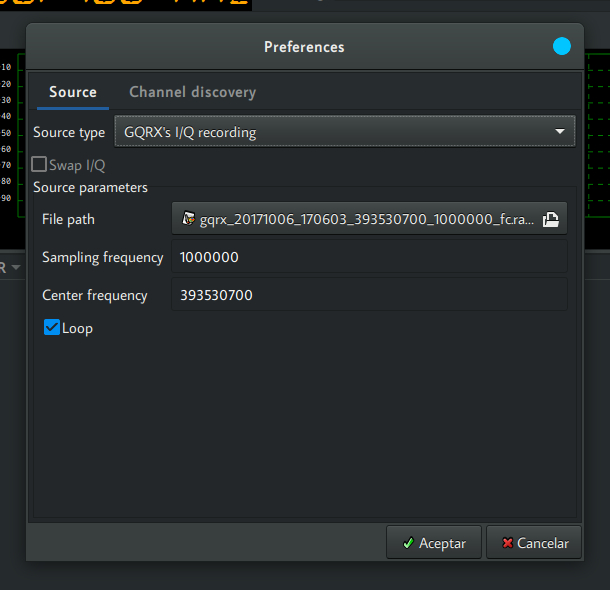 Preferences
Source Channel discovery
Source type GQRX's I/Q recording
Swap I/Q
Source parameters
File path gqrx_20171006_170603_393530700_1000000_fc.ra...
Sampling frequency 1000000
Center frequency 393530700
Loop
Aceptar Cancelar
10
20
30
40
50
60
70
80
90
R